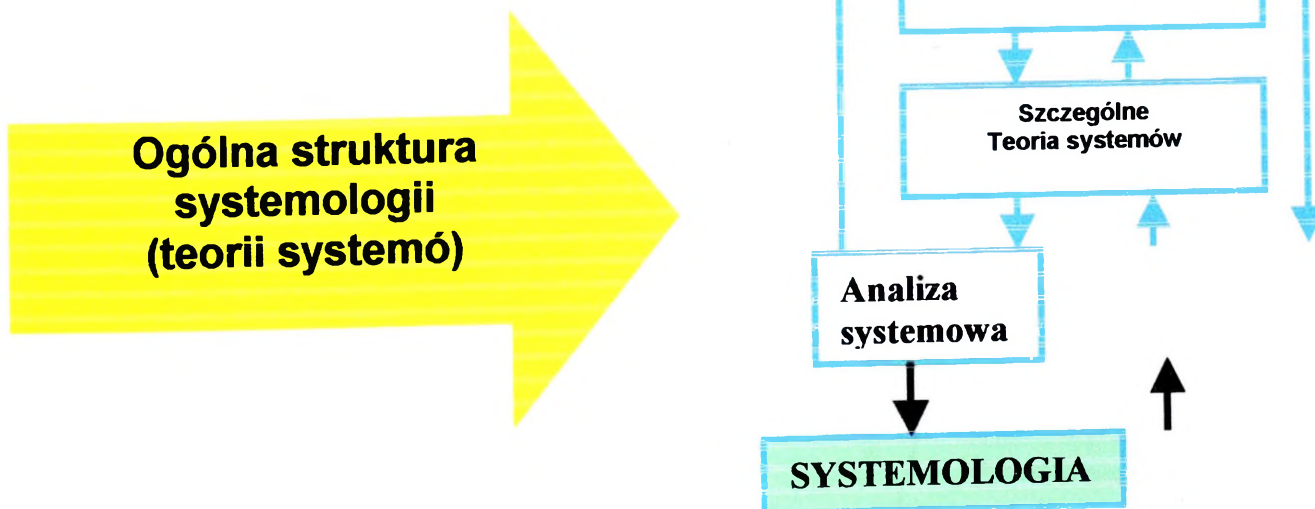 Ogólna struktura
systemologii
(teorii systemó)
Szczególne
Teoria systemów
Analiza
systemowa
SYSTEMOLOGIA